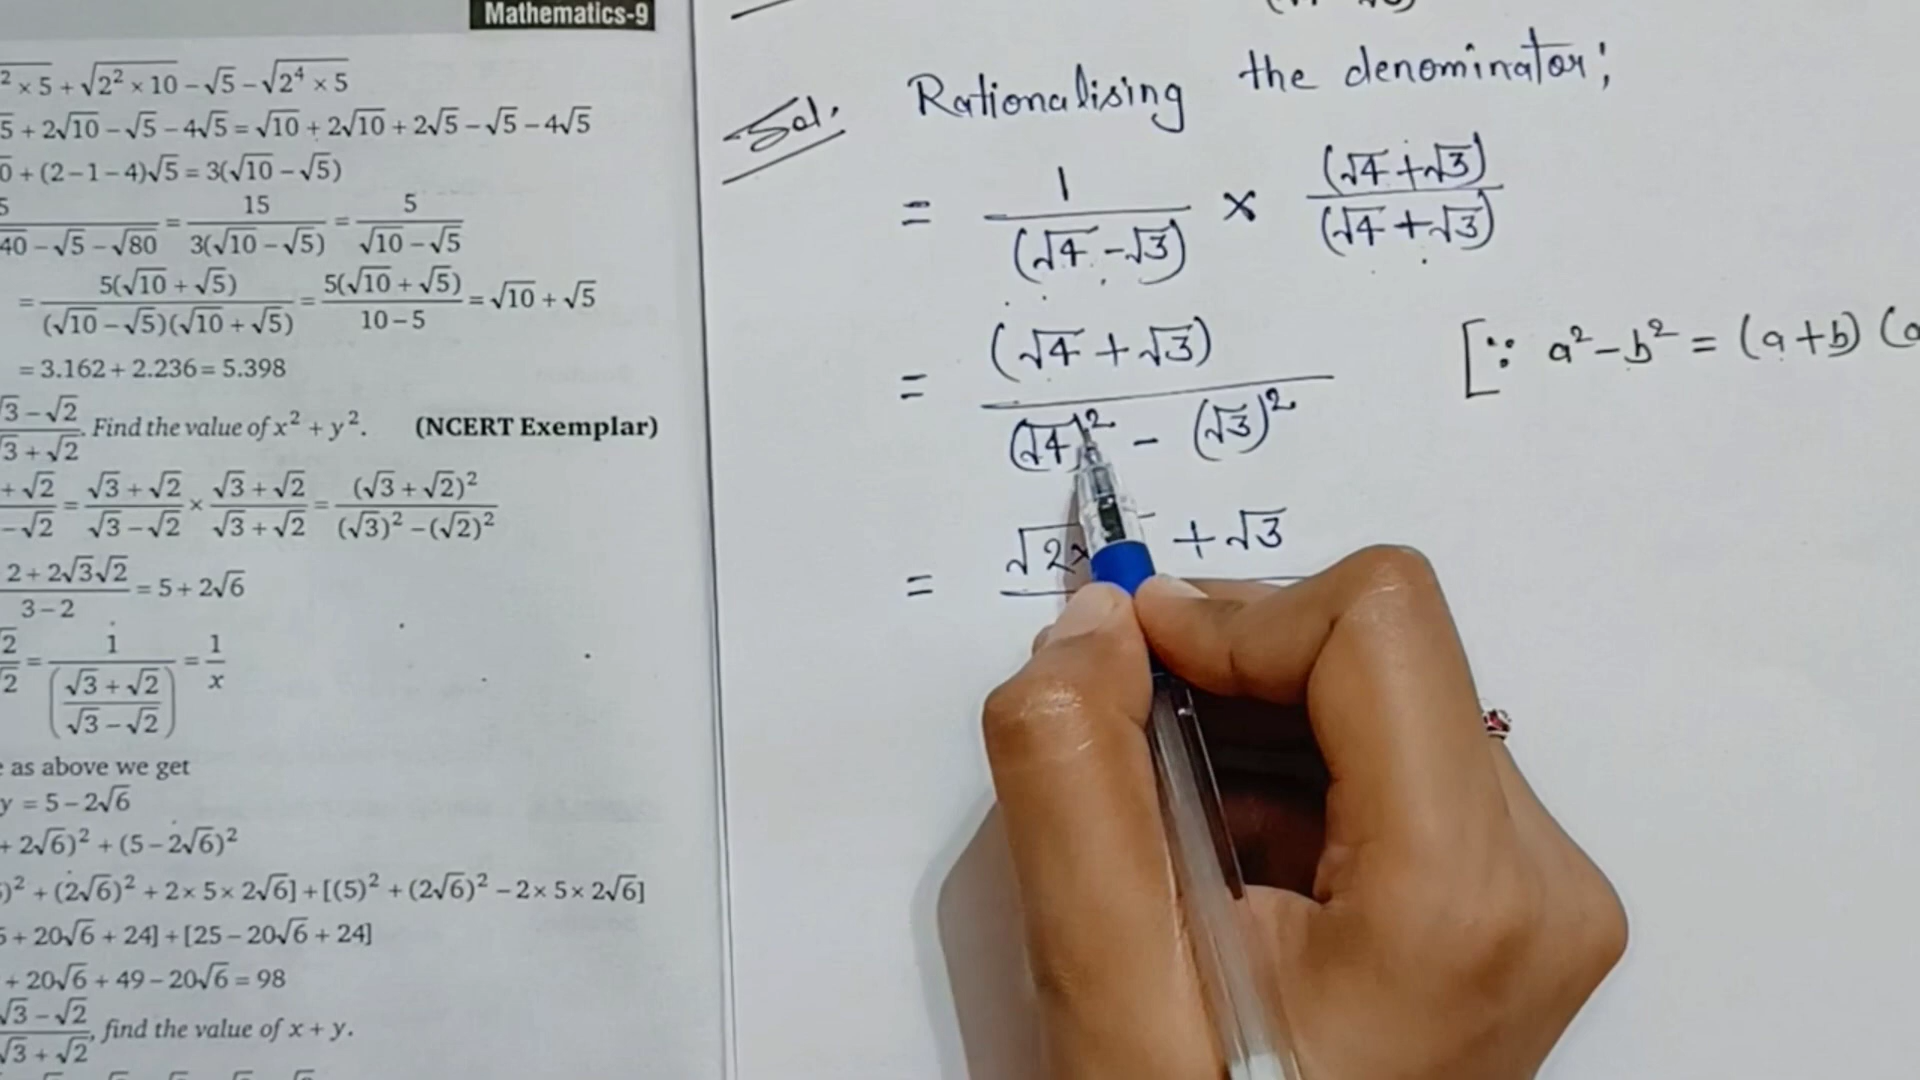 Mathematics-9
2 × 5 + √2² × 10 − √5 − √2⁴ × 5
5 + 2√10 − √5 − 4√5 = √10 + 2√10 + 2√5 − √5 − 4√5
0 + (2−1−4)√5 = 3(√10 − √5)
5 / 40 − √5 − √80 = 15 / 3(√10 − √5) = 5 / √10 − √5
= 5(√10 + √5) / (√10 − √5)(√10 + √5) = 5(√10 + √5) / 10−5 = √10 + √5
= 3.162 + 2.236 = 5.398
√3 − √2 / √3 + √2 . Find the value of x² + y². (NCERT Exemplar)
+ √2 / − √2 = √3 + √2 / √3 − √2 × √3 + √2 / √3 + √2 = (√3 + √2)² / (√3)² − (√2)²
2 + 2√3√2 / 3 − 2 = 5 + 2√6
2 / 2 = 1 / (√3 + √2 / √3 − √2) = 1 / x
as above we get
y = 5 − 2√6
+ 2√6)² + (5 − 2√6)²
)² + (2√6)² + 2 × 5 × 2√6] + [(5)² + (2√6)² − 2 × 5 × 2√6]
+ 20√6 + 24] + [25 − 20√6 + 24]
+ 20√6 + 49 − 20√6 = 98
√3 − √2 / √3 + √2 , find the value of x + y.
Sol. Rationalising the denominator;
= 1 / (√4 − √3) × (√4 + √3) / (√4 + √3)
= (√4 + √3) / (√4)² − (√3)² [∵ a² − b² = (a+b) (a
= √2× + √3